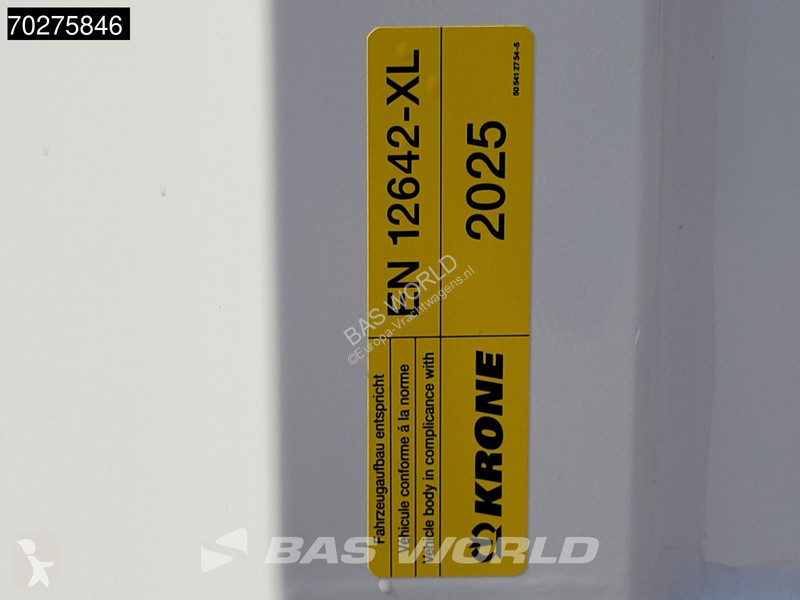 70275846
Fahrzeugaufbau entspricht
Véhicule conforme á la norme
Vehicle body in complicance with
EN 12642-XL
KRONE
2025
50 541 27 54-5
BAS WORLD
©Europa-Vrachtwagens.nl
BAS WORLD